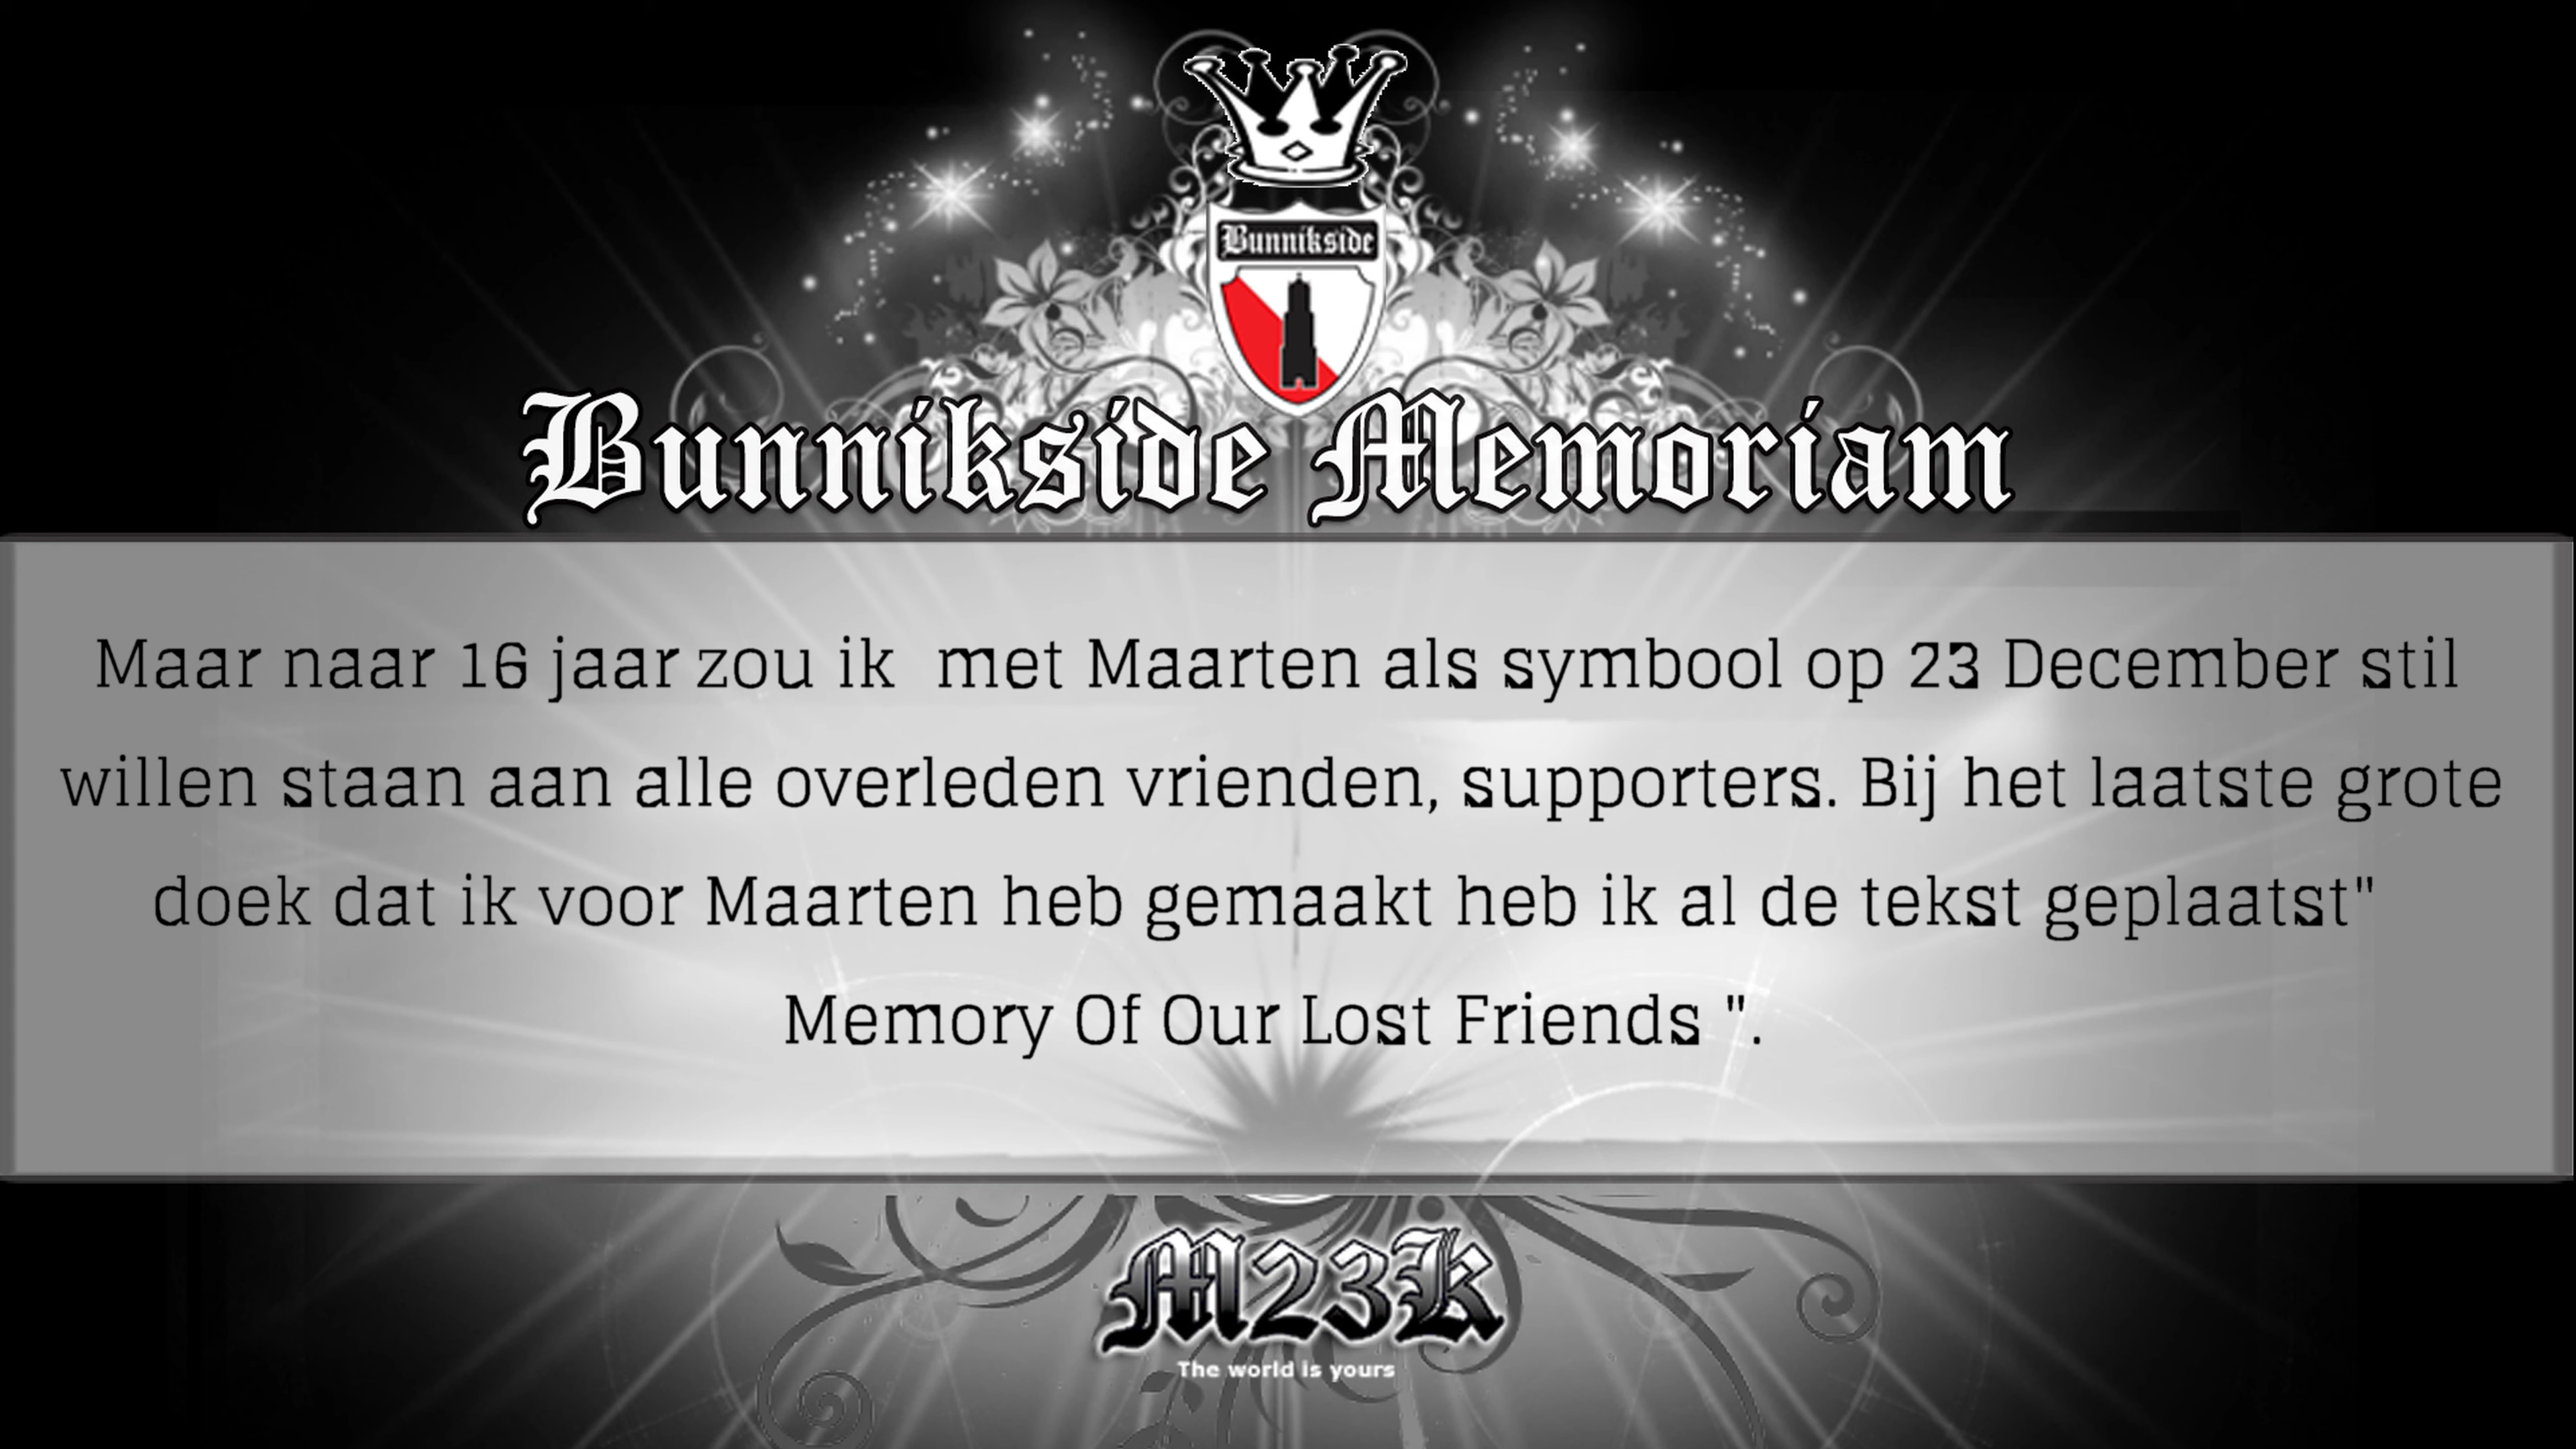 Bunnikside
Bunnikside Memoriam
Maar naar 16 jaar zou ik  met Maarten als symbool op 23 December stil
willen staan aan alle overleden vrienden, supporters. Bij het laatste grote
doek dat ik voor Maarten heb gemaakt heb ik al de tekst geplaatst"
Memory Of Our Lost Friends ".
M23K
The world is yours